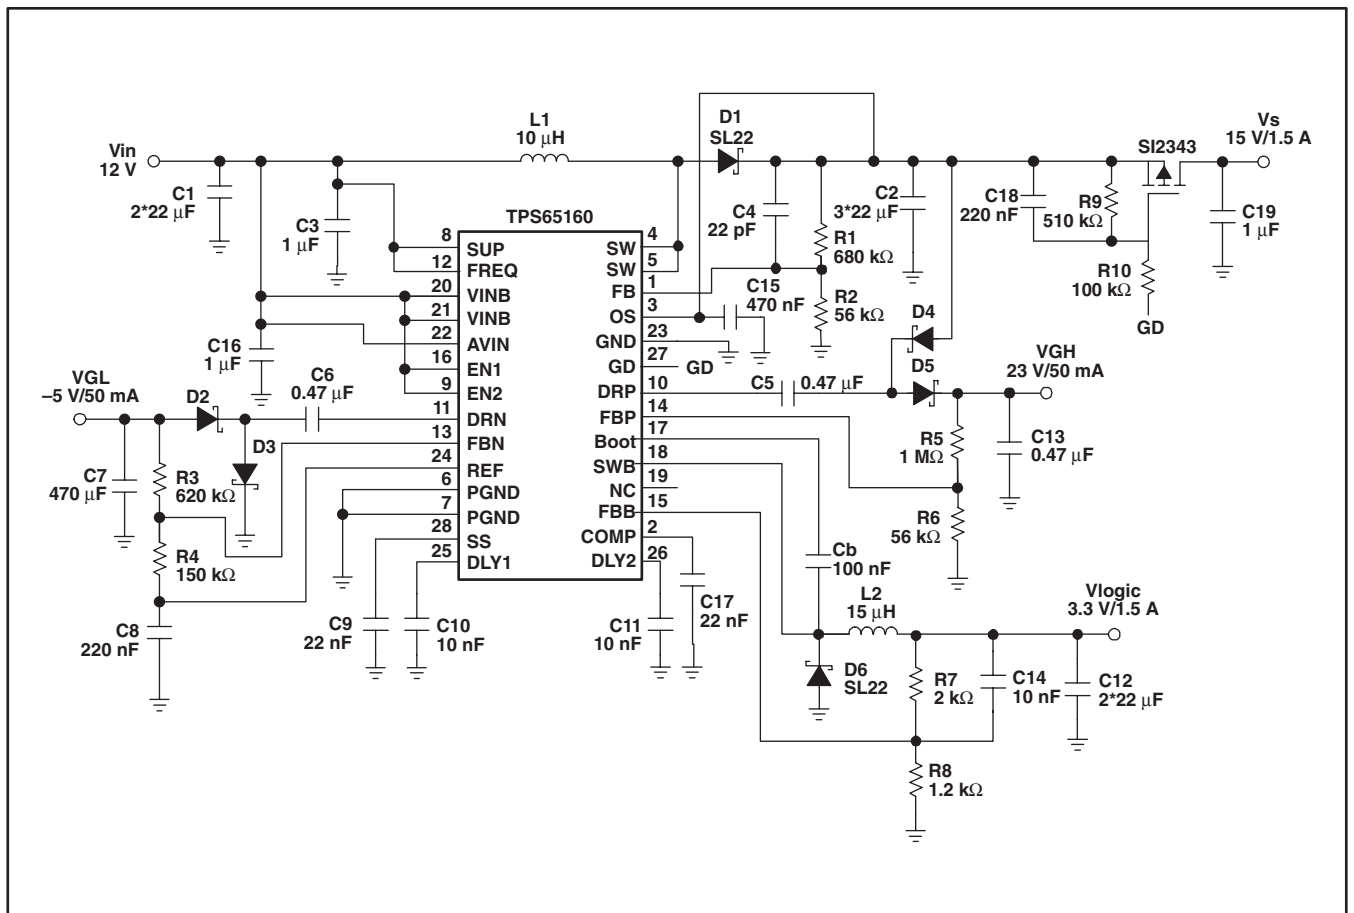 Vin
12 V
C1
2*22 μF
C3
1 μF
L1
10 μH
D1
SL22
C4
22 pF
R1
680 kΩ
C2
3*22 μF
C18
220 nF
R9
510 kΩ
SI2343
Vs
15 V/1.5 A
C19
1 μF
R10
100 kΩ
GD
TPS65160
8
SUP
12
FREQ
20
VINB
21
VINB
22
AVIN
16
EN1
9
EN2
11
DRN
13
FBN
24
REF
6
PGND
7
PGND
28
SS
25
DLY1
4
SW
5
SW
1
FB
3
OS
23
GND
27
GD
GD
10
DRP
14
FBP
17
Boot
18
SWB
19
NC
15
FBB
2
COMP
26
DLY2
C15
470 nF
R2
56 kΩ
D4
D5
VGH
23 V/50 mA
C5
0.47 μF
R5
1 MΩ
C13
0.47 μF
R6
56 kΩ
C16
1 μF
VGL
–5 V/50 mA
D2
C6
0.47 μF
D3
C7
470 μF
R3
620 kΩ
R4
150 kΩ
C8
220 nF
C9
22 nF
C10
10 nF
C11
10 nF
C17
22 nF
Cb
100 nF
L2
15 μH
Vlogic
3.3 V/1.5 A
D6
SL22
R7
2 kΩ
C14
10 nF
C12
2*22 μF
R8
1.2 kΩ